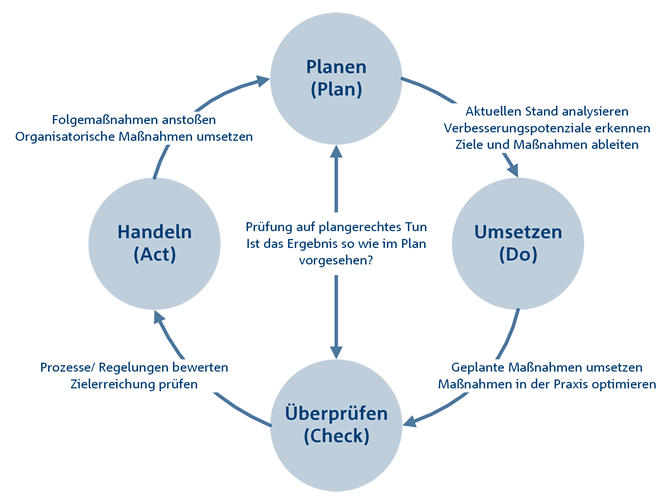 Planen
(Plan)
Aktuellen Stand analysieren
Verbesserungspotenziale erkennen
Ziele und Maßnahmen ableiten
Folgemaßnahmen anstoßen
Organisatorische Maßnahmen umsetzen
Handeln
(Act)
Prüfung auf plangerechtes Tun
Ist das Ergebnis so wie im Plan
vorgesehen?
Umsetzen
(Do)
Prozesse/ Regelungen bewerten
Zielerreichung prüfen
Geplante Maßnahmen umsetzen
Maßnahmen in der Praxis optimieren
Überprüfen
(Check)